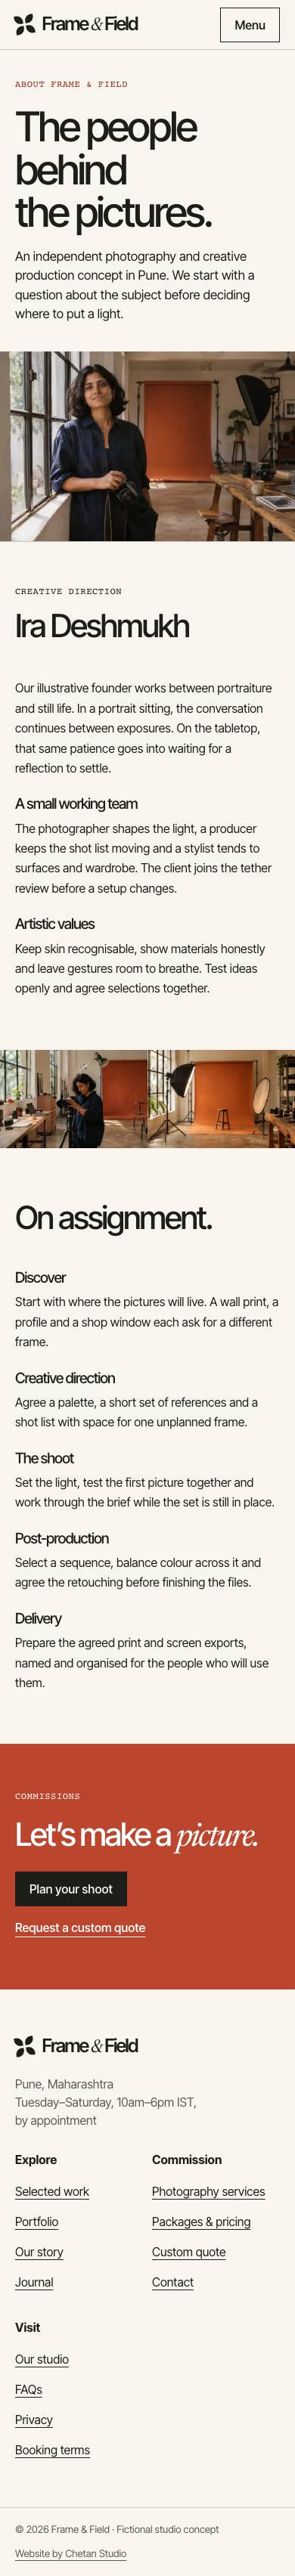 Frame & Field
Menu
ABOUT FRAME & FIELD
The people
behind
the pictures.
An independent photography and creative
production concept in Pune. We start with a
question about the subject before deciding
where to put a light.
CREATIVE DIRECTION
Ira Deshmukh
Our illustrative founder works between portraiture
and still life. In a portrait sitting, the conversation
continues between exposures. On the tabletop,
that same patience goes into waiting for a
reflection to settle.
A small working team
The photographer shapes the light, a producer
keeps the shot list moving and a stylist tends to
surfaces and wardrobe. The client joins the tether
review before a setup changes.
Artistic values
Keep skin recognisable, show materials honestly
and leave gestures room to breathe. Test ideas
openly and agree selections together.
On assignment.
Discover
Start with where the pictures will live. A wall print, a
profile and a shop window each ask for a different
frame.
Creative direction
Agree a palette, a short set of references and a
shot list with space for one unplanned frame.
The shoot
Set the light, test the first picture together and
work through the brief while the set is still in place.
Post-production
Select a sequence, balance colour across it and
agree the retouching before finishing the files.
Delivery
Prepare the agreed print and screen exports,
named and organised for the people who will use
them.
COMMISSIONS
Let's make a picture.
Plan your shoot
Request a custom quote
Frame & Field
Pune, Maharashtra
Tuesday–Saturday, 10am–6pm IST,
by appointment
Explore
Selected work
Portfolio
Our story
Journal
Commission
Photography services
Packages & pricing
Custom quote
Contact
Visit
Our studio
FAQs
Privacy
Booking terms
© 2026 Frame & Field · Fictional studio concept
Website by Chetan Studio